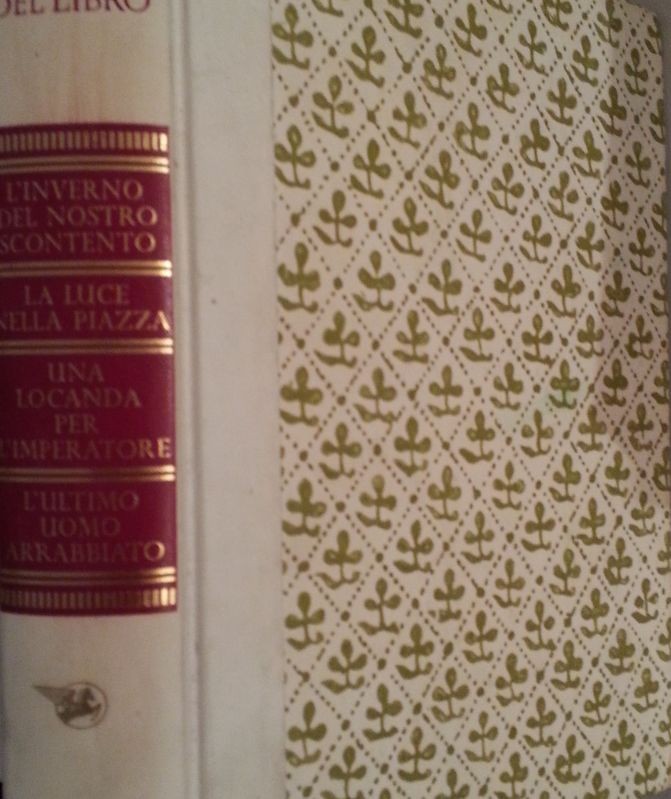 DEL LIBRO
L'INVERNO
DEL NOSTRO
SCONTENTO
LA LUCE
NELLA PIAZZA
UNA
LOCANDA
PER
L'IMPERATORE
L'ULTIMO
UOMO
ARRABBIATO